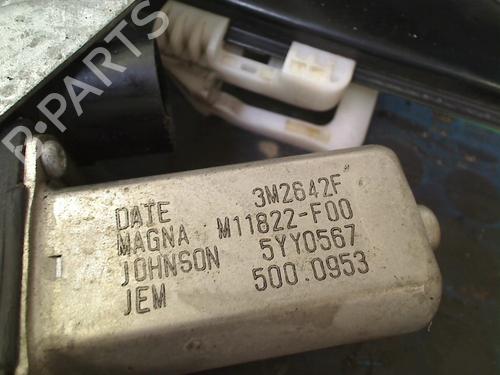 B-PARTS
DATE 3M2642F
MAGNA M11822-F00
JOHNSON 5YY0567
JEM 500.0953